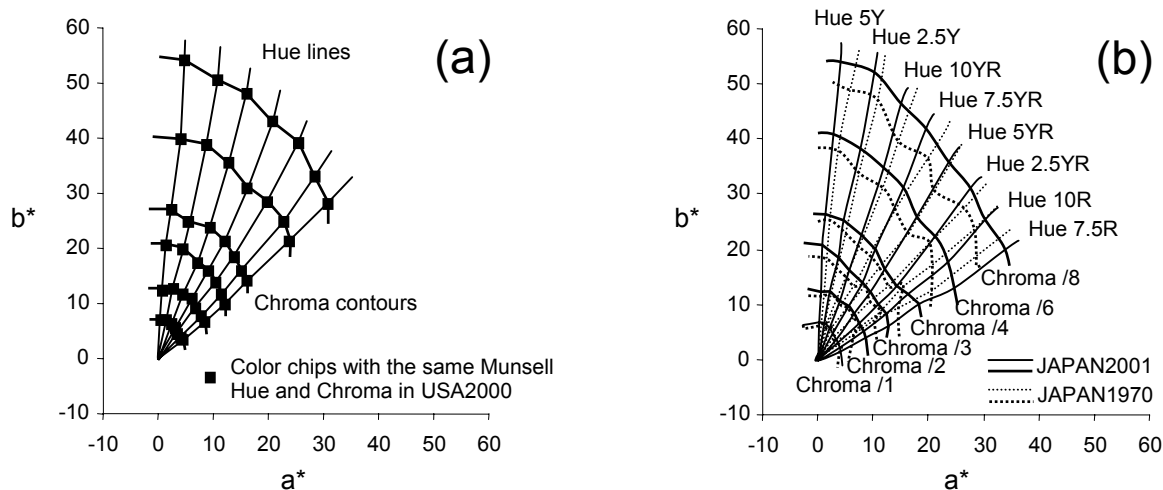 (a)
60
50
40
30
20
10
0
-10
b*
Hue lines
Chroma contours
Color chips with the same Munsell
Hue and Chroma in USA2000
-10 0 10 20 30 40 50 60
a*
(b)
60
50
40
30
20
10
0
-10
b*
Hue 5Y
Hue 2.5Y
Hue 10YR
Hue 7.5YR
Hue 5YR
Hue 2.5YR
Hue 10R
Hue 7.5R
Chroma /8
Chroma /6
Chroma /4
Chroma /3
Chroma /2
Chroma /1
JAPAN2001
JAPAN1970
-10 0 10 20 30 40 50 60
a*